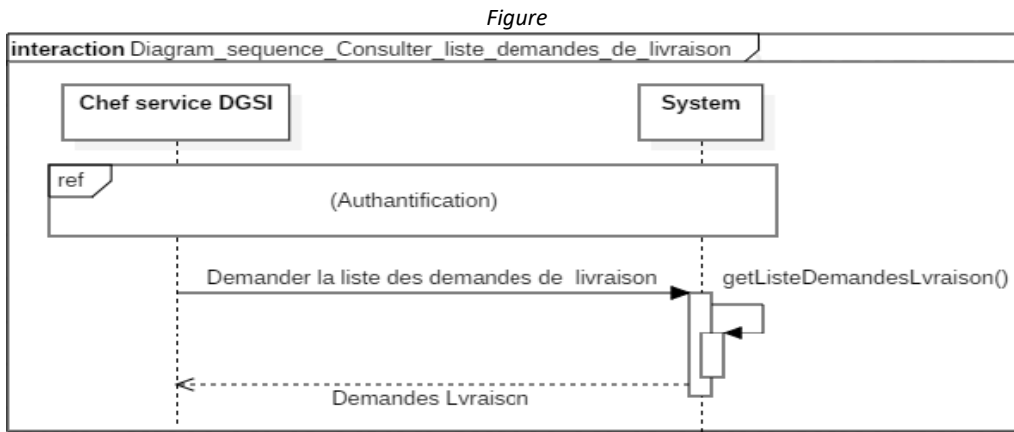 Figure
interaction Diagram_sequence_Consulter_liste_demandes_de_livraison
Chef service DGSI
System
ref
(Authantification)
Demander la liste des demandes de livraison
getListeDemandesLvraison()
Demandes Lvraison